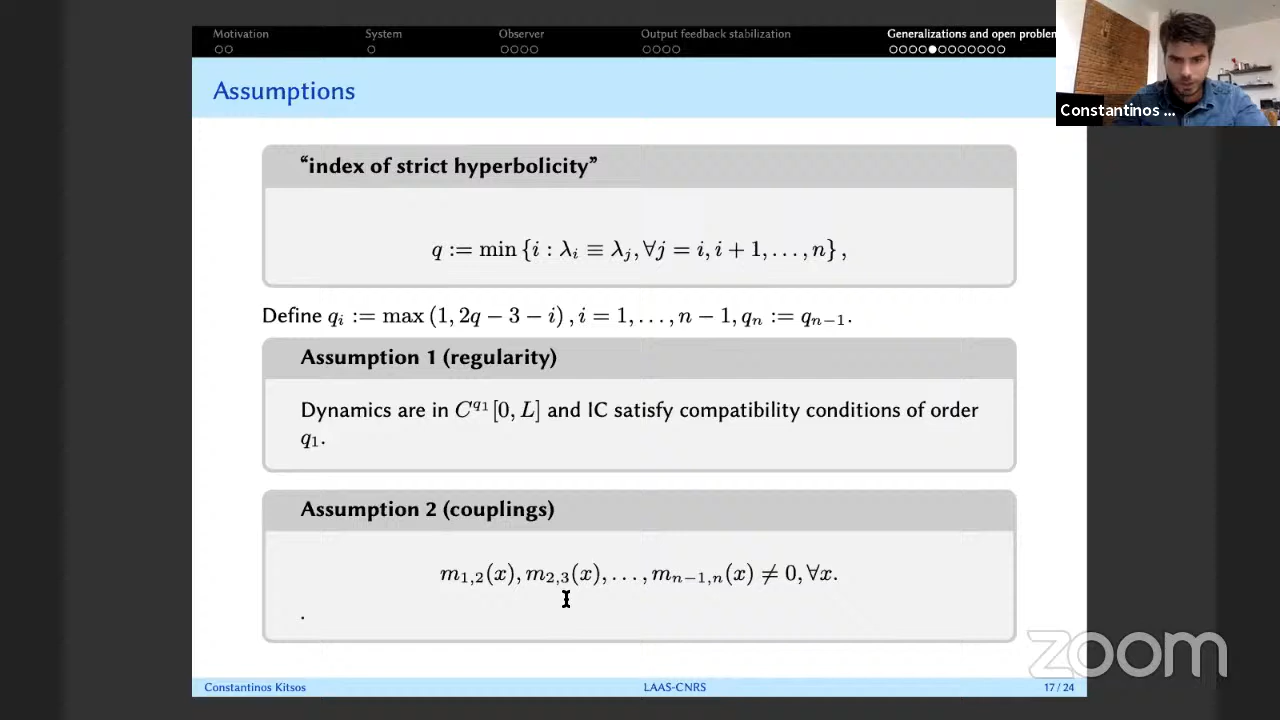 Motivation System Observer Output feedback stabilization Generalizations and open problem
Constantinos ...
Assumptions
“index of strict hyperbolicity”
q := min {i : λ_i ≡ λ_j, ∀j = i, i + 1, . . . , n} ,
Define q_i := max (1, 2q − 3 − i) , i = 1, . . . , n − 1, q_n := q_{n−1}.
Assumption 1 (regularity)
Dynamics are in C^{q_1}[0, L] and IC satisfy compatibility conditions of order
q_1.
Assumption 2 (couplings)
m_{1,2}(x), m_{2,3}(x), . . . , m_{n−1,n}(x) ≠ 0, ∀x.
.
zoom
Constantinos Kitsos LAAS-CNRS 17 / 24